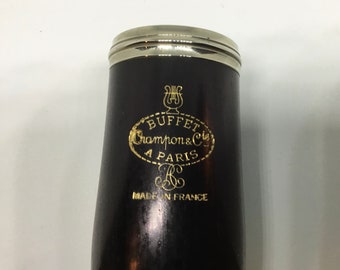 BUFFET
Crampon & Cie
A PARIS
MADE IN FRANCE